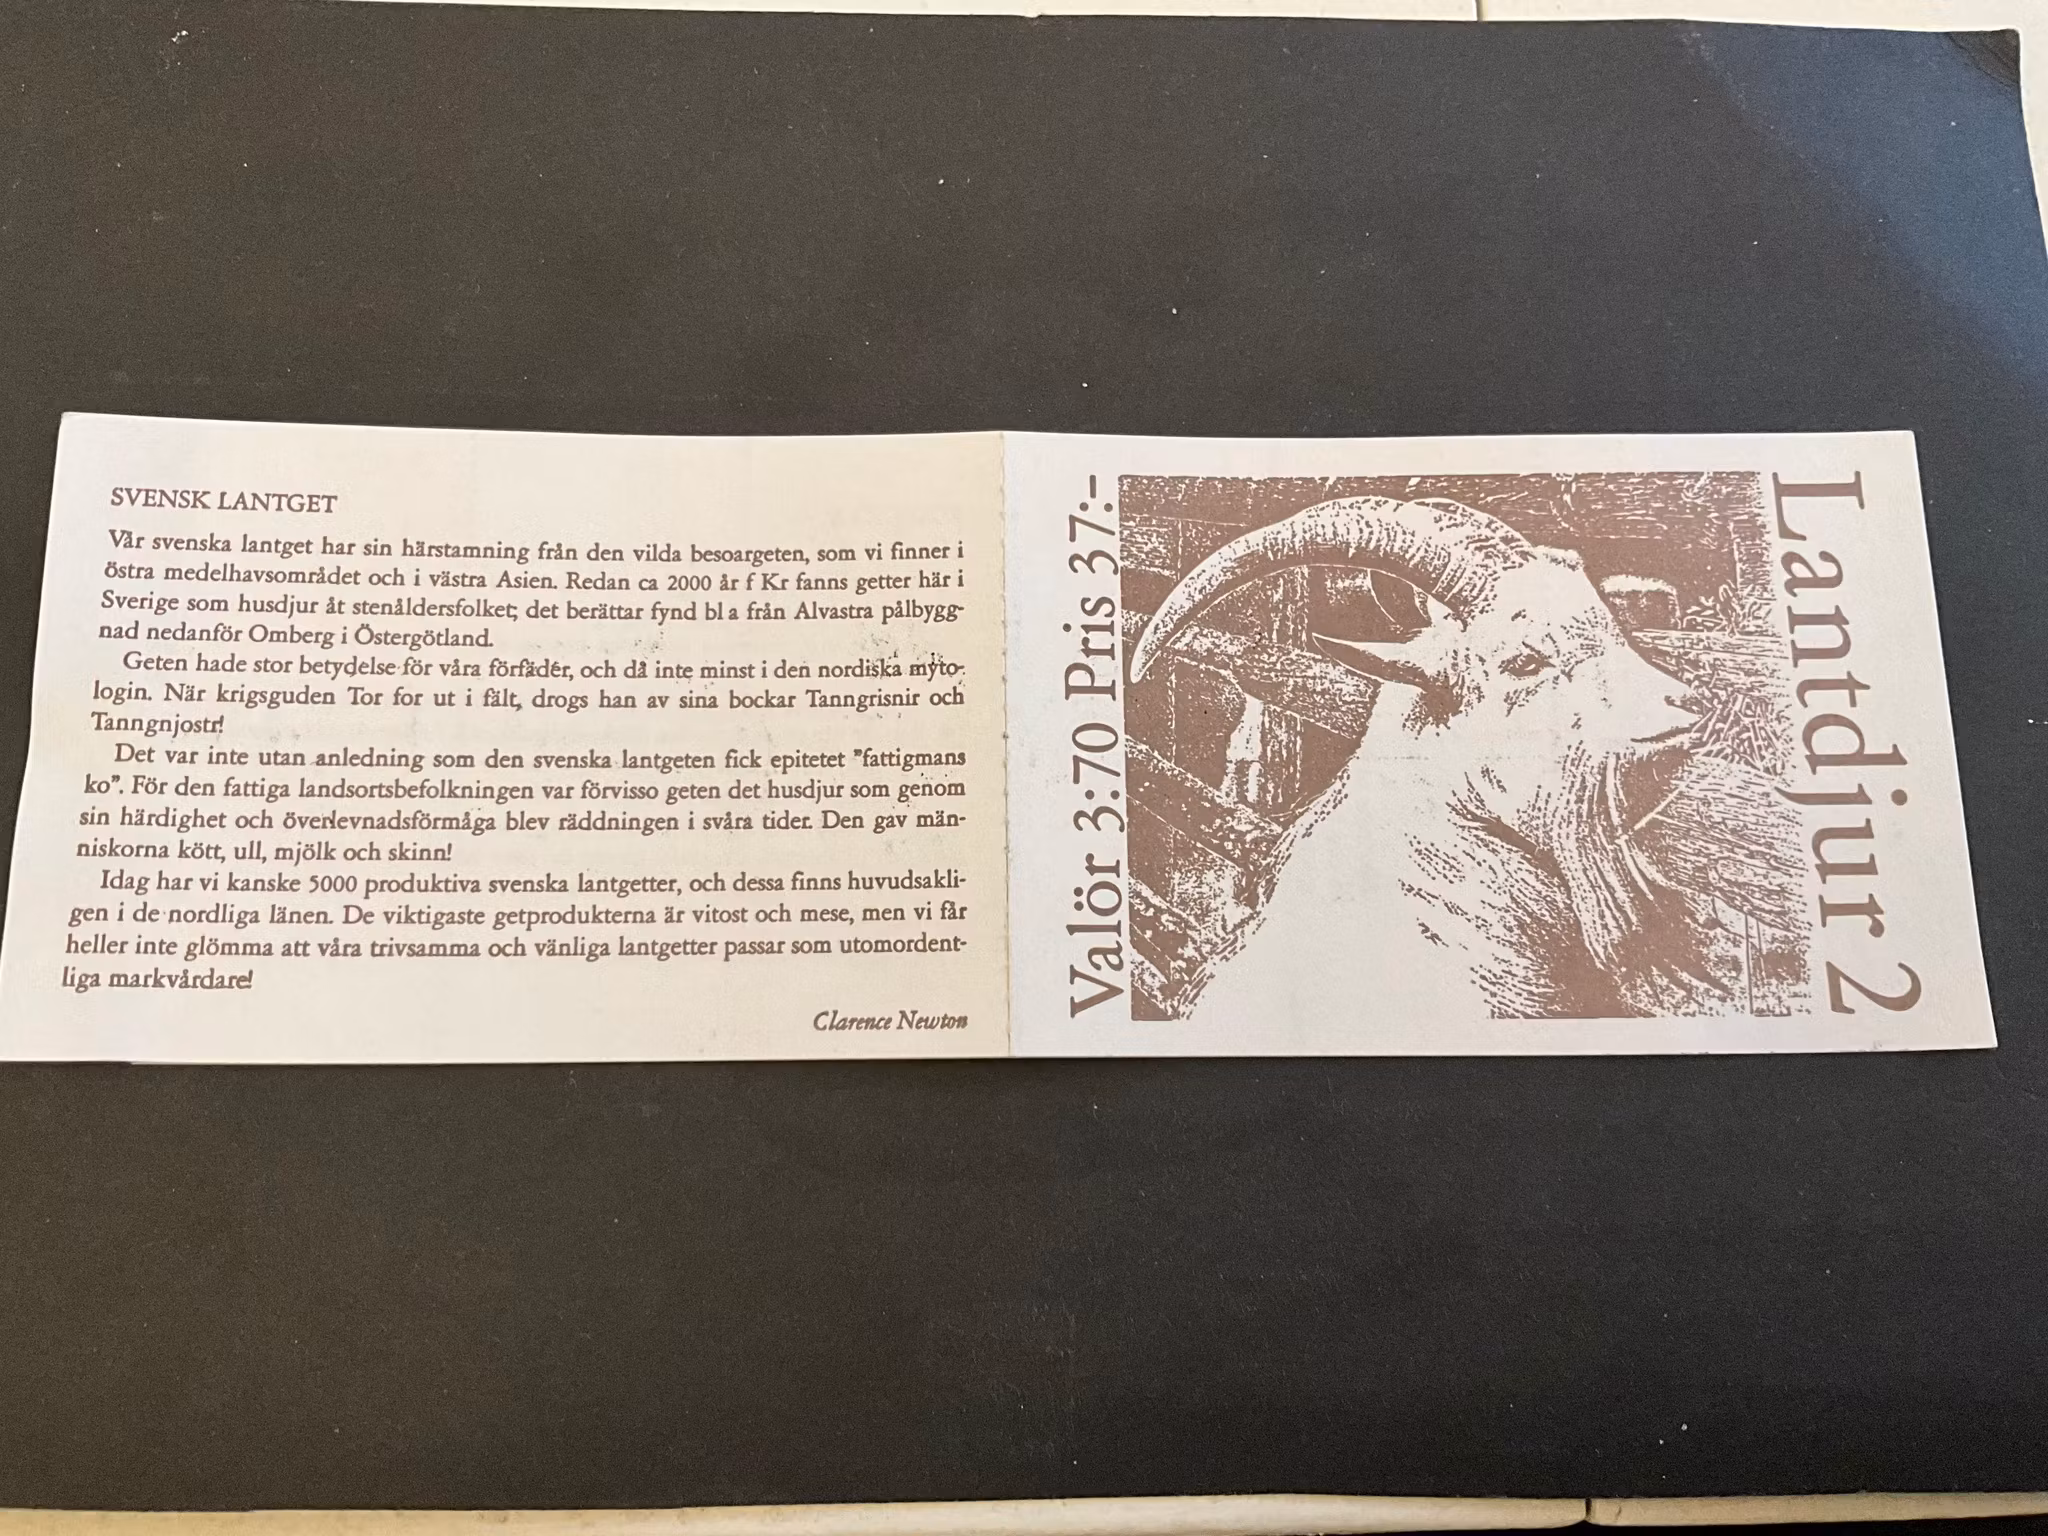 SVENSK LANTGET
Vår svenska lantget har sin härstamning från den vilda besoargeten, som vi finner i
östra medelhavsområdet och i västra Asien. Redan ca 2000 år f Kr fanns getter här i
Sverige som husdjur åt stenåldersfolket; det berättar fynd bl a från Alvastra pålbygg-
nad nedanför Omberg i Östergötland.
Geten hade stor betydelse för våra förfäder, och då inte minst i den nordiska myto-
login. När krigsguden Tor for ut i fält, drogs han av sina bockar Tanngrisnir och
Tanngnjostr!
Det var inte utan anledning som den svenska lantgeten fick epitetet "fattigmans
ko". För den fattiga landsortsbefolkningen var förvisso geten det husdjur som genom
sin härdighet och överlevnadsförmåga blev räddningen i svåra tider. Den gav män-
niskorna kött, ull, mjölk och skinn!
Idag har vi kanske 5000 produktiva svenska lantgetter, och dessa finns huvudsakli-
gen i de nordliga länen. De viktigaste getprodukterna är vitost och mese, men vi får
heller inte glömma att våra trivsamma och vänliga lantgetter passar som utomordent-
liga markvårdare!
Clarence Newton
Valör 3:70 Pris 37:-
Lantdjur 2